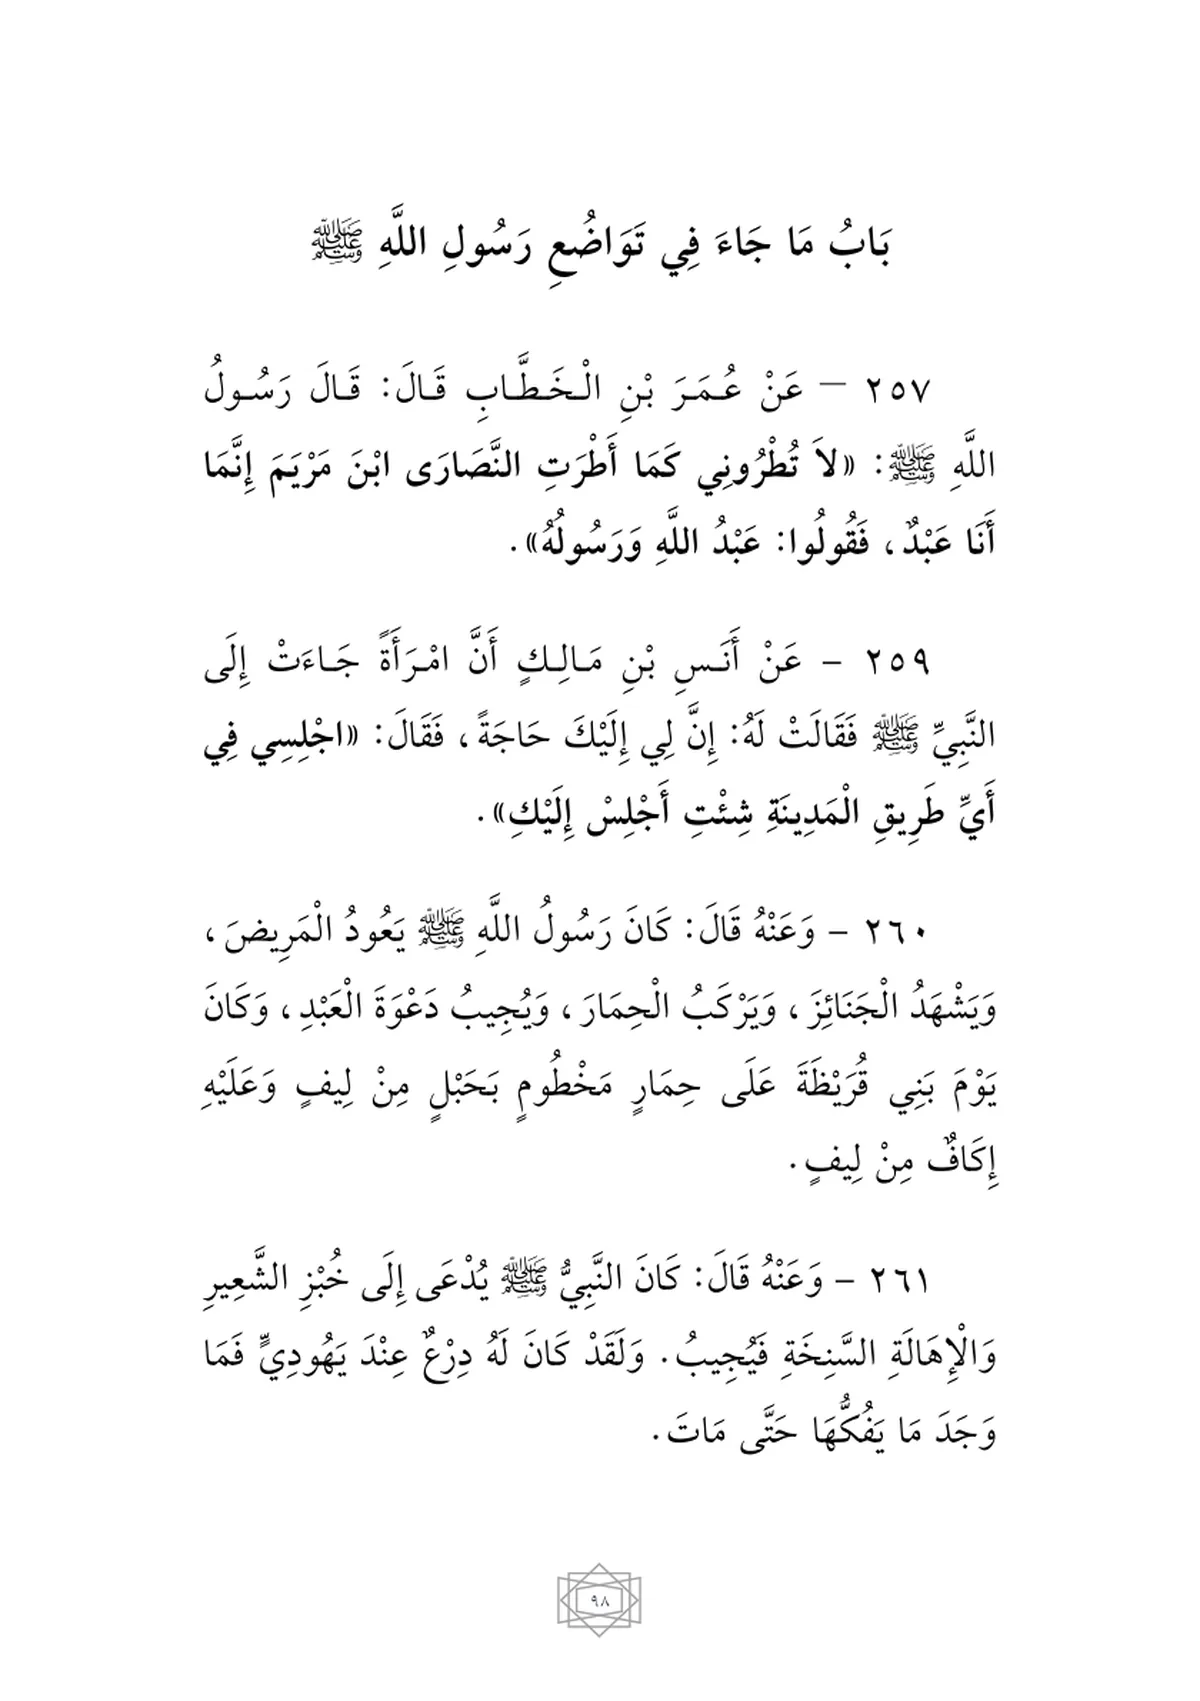 بَابُ مَا جَاءَ فِي تَوَاضُعِ رَسُولِ اللَّهِ ﷺ
٢٥٧ – عَنْ عُمَرَ بْنِ الْخَطَّابِ قَالَ: قَالَ رَسُولُ
اللَّهِ ﷺ: «لاَ تُطْرُونِي كَمَا أَطْرَتِ النَّصَارَى ابْنَ مَرْيَمَ إِنَّمَا
أَنَا عَبْدٌ، فَقُولُوا: عَبْدُ اللَّهِ وَرَسُولُهُ».
٢٥٩ – عَنْ أَنَسِ بْنِ مَالِكٍ أَنَّ امْرَأَةً جَاءَتْ إِلَى
النَّبِيِّ ﷺ فَقَالَتْ لَهُ: إِنَّ لِي إِلَيْكَ حَاجَةً، فَقَالَ: «اجْلِسِي فِي
أَيِّ طَرِيقِ الْمَدِينَةِ شِئْتِ أَجْلِسْ إِلَيْكِ».
٢٦٠ – وَعَنْهُ قَالَ: كَانَ رَسُولُ اللَّهِ ﷺ يَعُودُ الْمَرِيضَ،
وَيَشْهَدُ الْجَنَائِزَ، وَيَرْكَبُ الْحِمَارَ، وَيُجِيبُ دَعْوَةَ الْعَبْدِ، وَكَانَ
يَوْمَ بَنِي قُرَيْظَةَ عَلَى حِمَارٍ مَخْطُومٍ بَحَبْلٍ مِنْ لِيفٍ وَعَلَيْهِ
إِكَافٌ مِنْ لِيفٍ.
٢٦١ – وَعَنْهُ قَالَ: كَانَ النَّبِيُّ ﷺ يُدْعَى إِلَى خُبْزِ الشَّعِيرِ
وَالْإِهَالَةِ السَّنِخَةِ فَيُجِيبُ. وَلَقَدْ كَانَ لَهُ دِرْعٌ عِنْدَ يَهُودِيٍّ فَمَا
وَجَدَ مَا يَفُكُّهَا حَتَّى مَاتَ.
٩٨